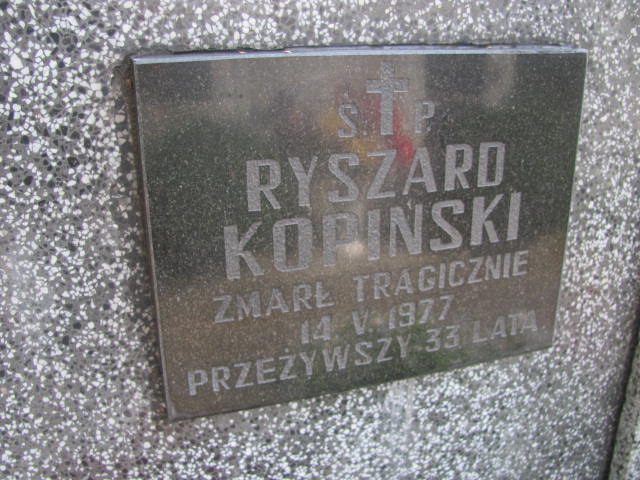 Ś P
RYSZARD
KOPIŃSKI
ZMARŁ TRAGICZNIE
14 V 1977
PRZEŻYWSZY 33 LATA